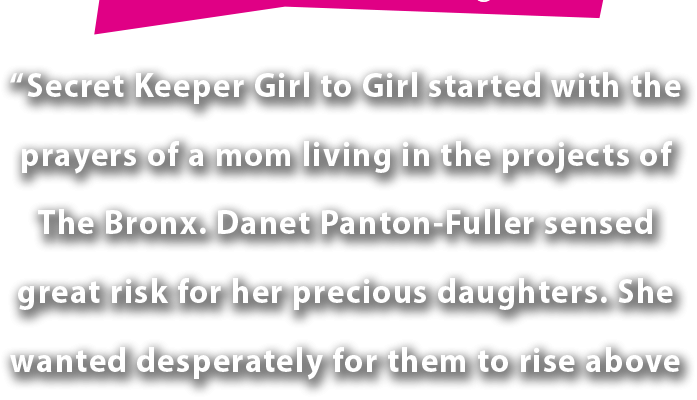 “Secret Keeper Girl to Girl started with the
prayers of a mom living in the projects of
The Bronx. Danet Panton-Fuller sensed
great risk for her precious daughters. She
wanted desperately for them to rise above